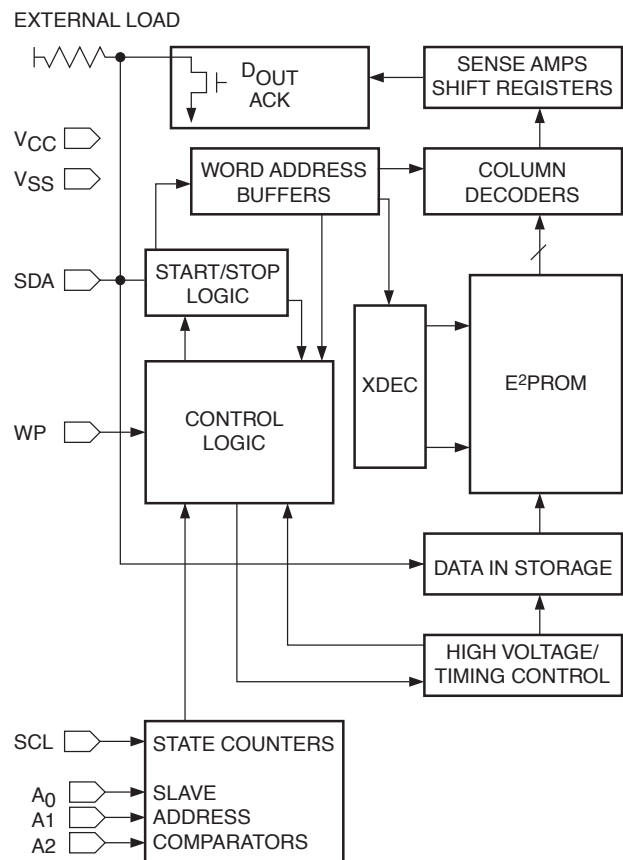 EXTERNAL LOAD
DOUT
ACK
SENSE AMPS
SHIFT REGISTERS
VCC
VSS
WORD ADDRESS
BUFFERS
COLUMN
DECODERS
SDA
START/STOP
LOGIC
XDEC
E²PROM
WP
CONTROL
LOGIC
DATA IN STORAGE
HIGH VOLTAGE/
TIMING CONTROL
SCL
STATE COUNTERS
A0
SLAVE
A1
ADDRESS
A2
COMPARATORS